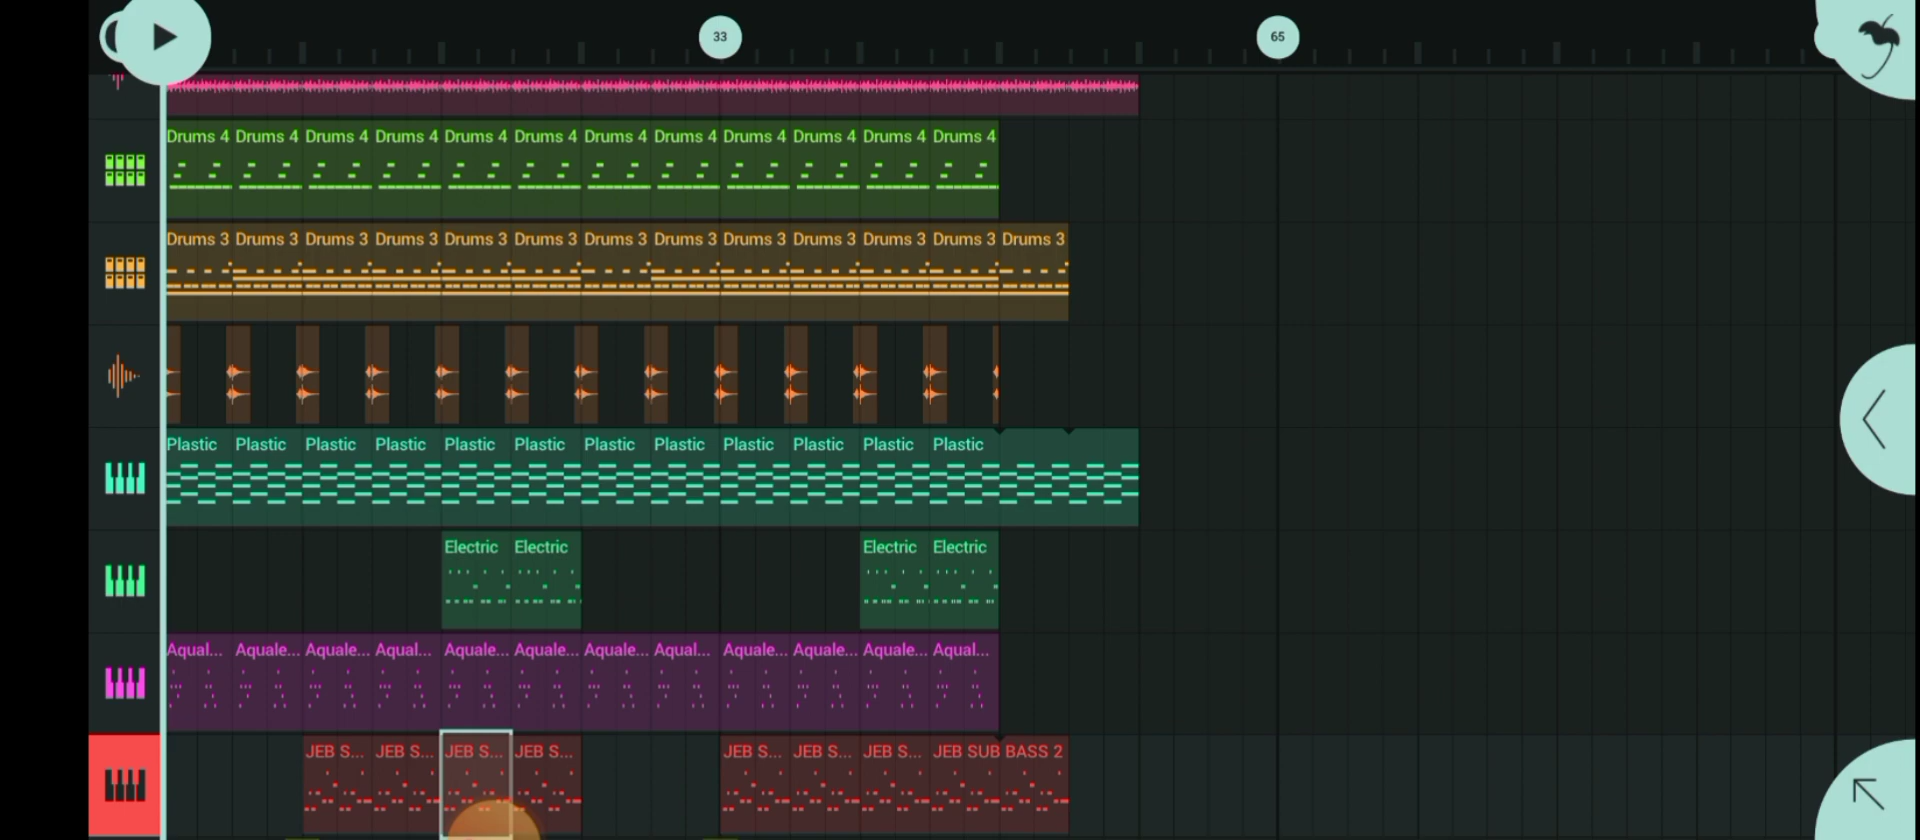 33 65
Drums 4 Drums 4 Drums 4 Drums 4 Drums 4 Drums 4 Drums 4 Drums 4 Drums 4 Drums 4 Drums 4 Drums 4
Drums 3 Drums 3 Drums 3 Drums 3 Drums 3 Drums 3 Drums 3 Drums 3 Drums 3 Drums 3 Drums 3 Drums 3 Drums 3
Plastic Plastic Plastic Plastic Plastic Plastic Plastic Plastic Plastic Plastic Plastic Plastic
Electric Electric Electric Electric
Aqual... Aquale... Aquale... Aqual... Aquale... Aquale... Aquale... Aqual... Aquale... Aquale... Aquale... Aqual...
JEB S... JEB S... JEB S... JEB S... JEB S... JEB S... JEB S... JEB SUB BASS 2